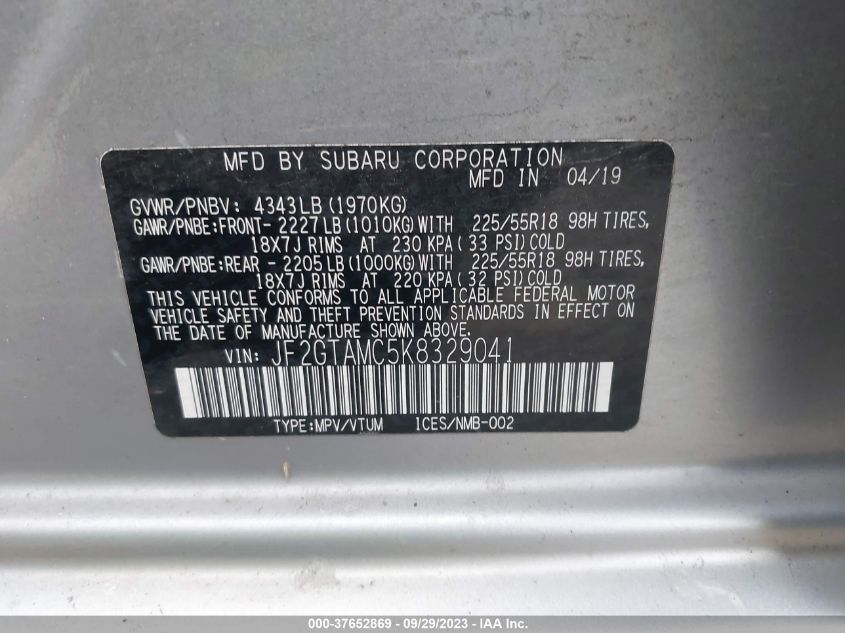 MFD BY SUBARU CORPORATION
MFD IN 04/19
GVWR/PNBV: 4343LB(1970KG)
GAWR/PNBE:FRONT- 2227LB(1010KG)WITH 225/55R18 98H TIRES,
18X7J RIMS AT 230 KPA( 33 PSI)COLD
GAWR/PNBE:REAR - 2205LB(1000KG)WITH 225/55R18 98H TIRES,
18X7J RIMS AT 220 KPA( 32 PSI)COLD
THIS VEHICLE CONFORMS TO ALL APPLICABLE FEDERAL MOTOR
VEHICLE SAFETY AND THEFT PREVENTION STANDARDS IN EFFECT ON
THE DATE OF MANUFACTURE SHOWN ABOVE.
VIN: JF2GTAMC5K8329041
TYPE:MPV/VTUM ICES/NMB-002
000-37652869 - 09/29/2023 - IAA Inc.